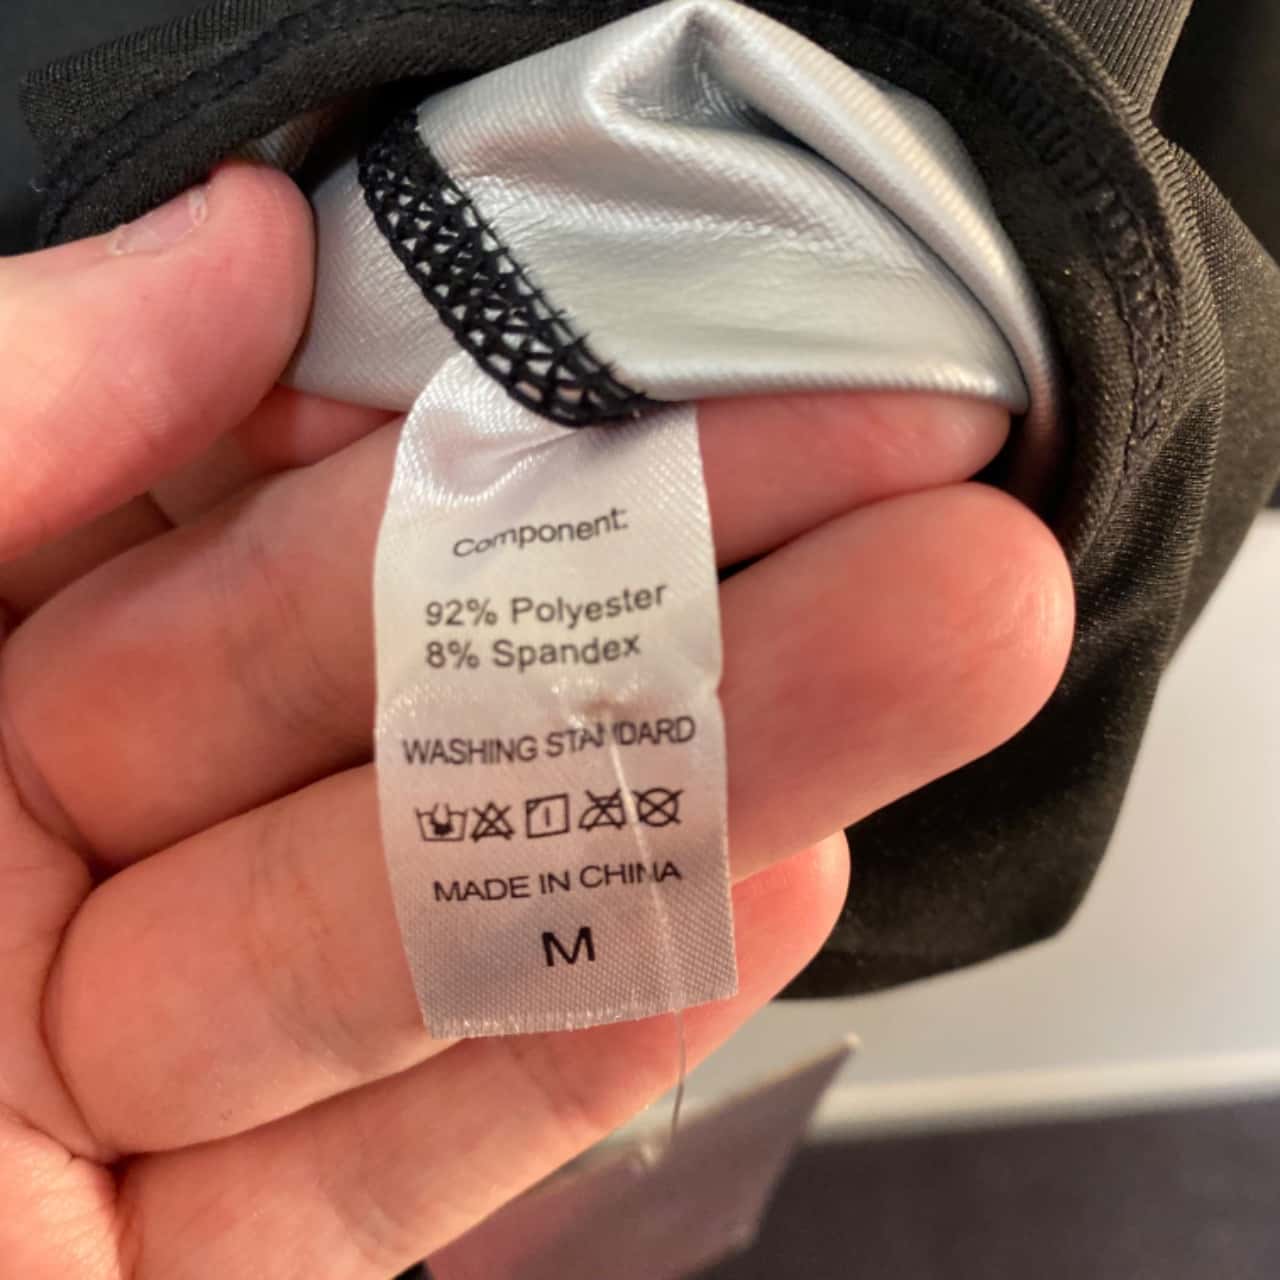 Component:
92% Polyester
8% Spandex
WASHING STANDARD
MADE IN CHINA
M